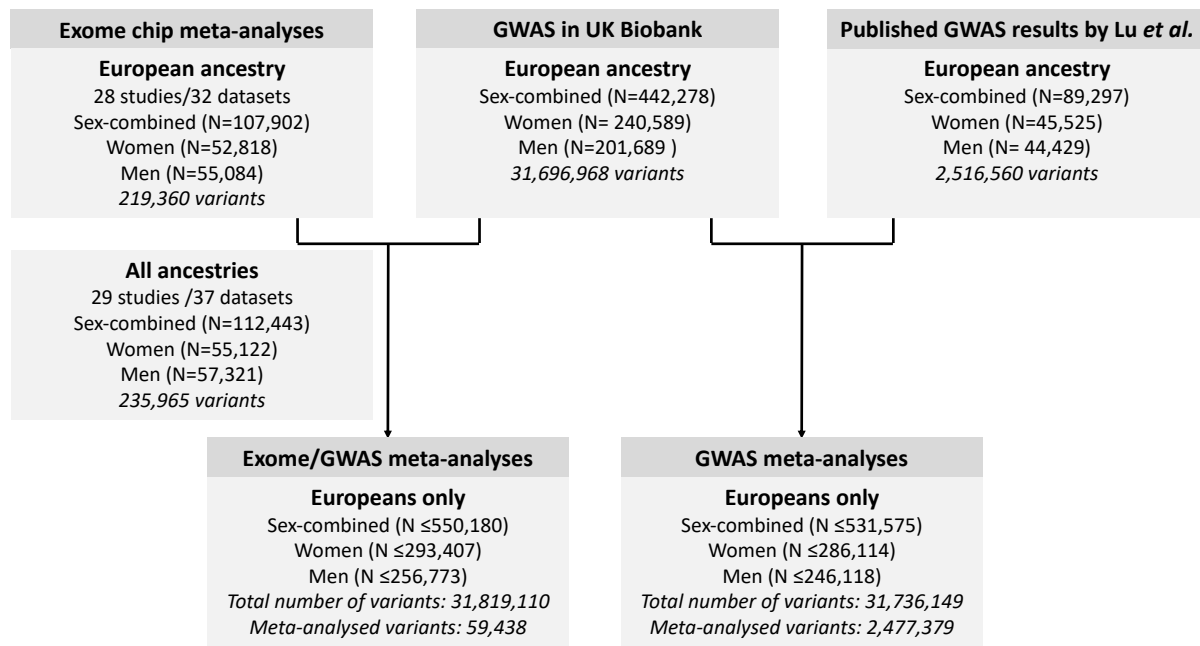 Exome chip meta-analyses
European ancestry
28 studies/32 datasets
Sex-combined (N=107,902)
Women (N=52,818)
Men (N=55,084)
219,360 variants
All ancestries
29 studies /37 datasets
Sex-combined (N=112,443)
Women (N=55,122)
Men (N=57,321)
235,965 variants
GWAS in UK Biobank
European ancestry
Sex-combined (N=442,278)
Women (N= 240,589)
Men (N=201,689 )
31,696,968 variants
Published GWAS results by Lu et al.
European ancestry
Sex-combined (N=89,297)
Women (N=45,525)
Men (N= 44,429)
2,516,560 variants
Exome/GWAS meta-analyses
Europeans only
Sex-combined (N ≤550,180)
Women (N ≤293,407)
Men (N ≤256,773)
Total number of variants: 31,819,110
Meta-analysed variants: 59,438
GWAS meta-analyses
Europeans only
Sex-combined (N ≤531,575)
Women (N ≤286,114)
Men (N ≤246,118)
Total number of variants: 31,736,149
Meta-analysed variants: 2,477,379